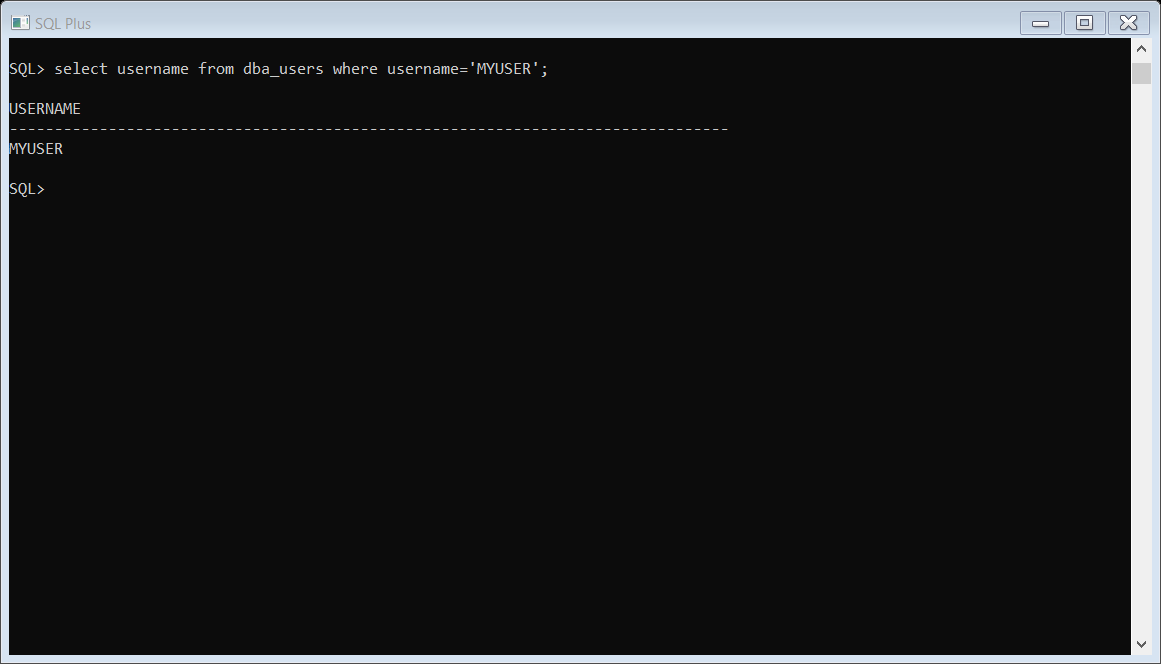 SQL Plus
SQL> select username from dba_users where username='MYUSER';
USERNAME
--------------------------------------------------------------------------------
MYUSER
SQL>